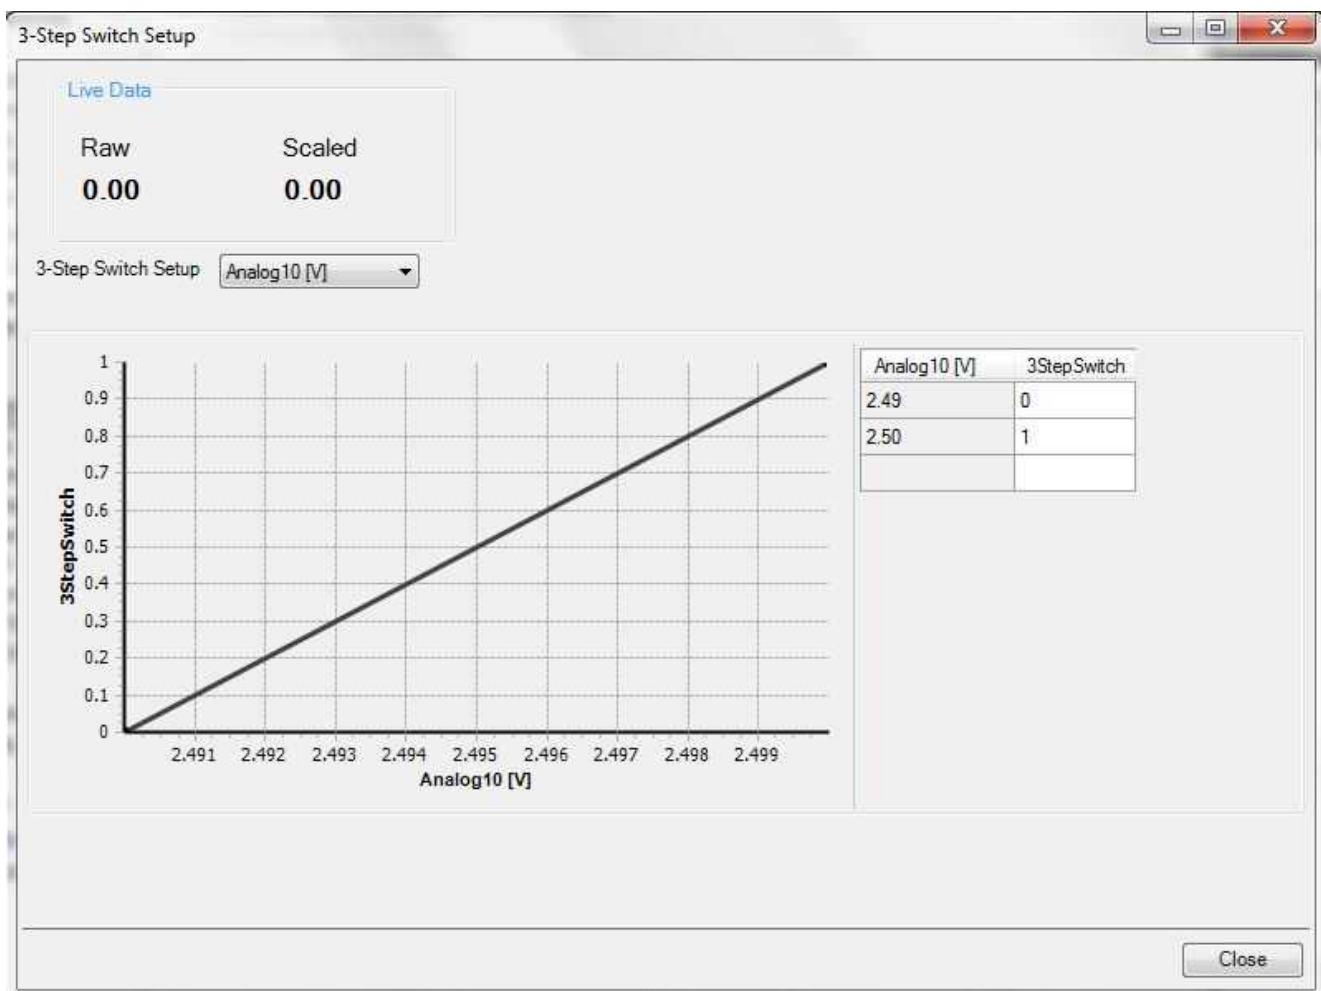 3-Step Switch Setup
Live Data
Raw Scaled
0.00 0.00
3-Step Switch Setup Analog10 [V]
1
0.9
0.8
0.7
0.6
0.5
0.4
0.3
0.2
0.1
0
3StepSwitch
2.491 2.492 2.493 2.494 2.495 2.496 2.497 2.498 2.499
Analog10 [V]
Analog10 [V] 3StepSwitch
2.49 0
2.50 1
Close